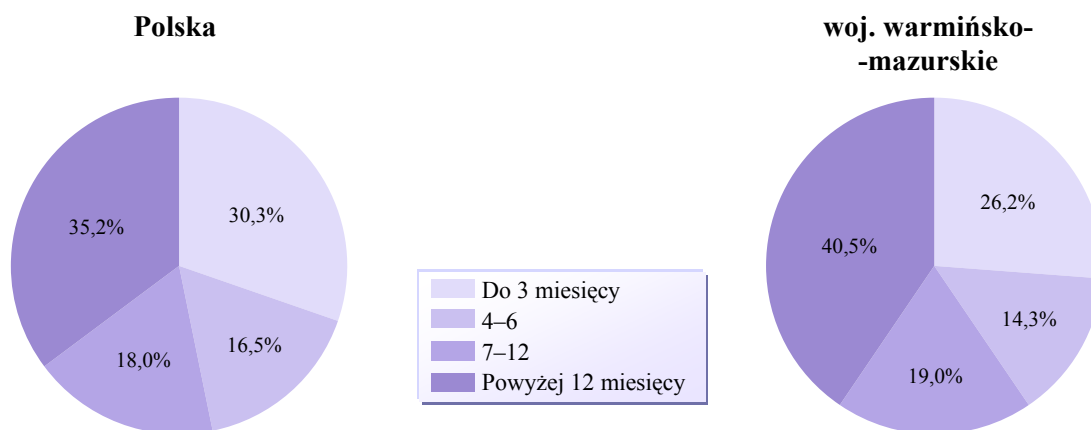 Polska
35,2%
30,3%
18,0%
16,5%
Do 3 miesięcy
4–6
7–12
Powyżej 12 miesięcy
woj. warmińsko-
-mazurskie
40,5%
26,2%
14,3%
19,0%